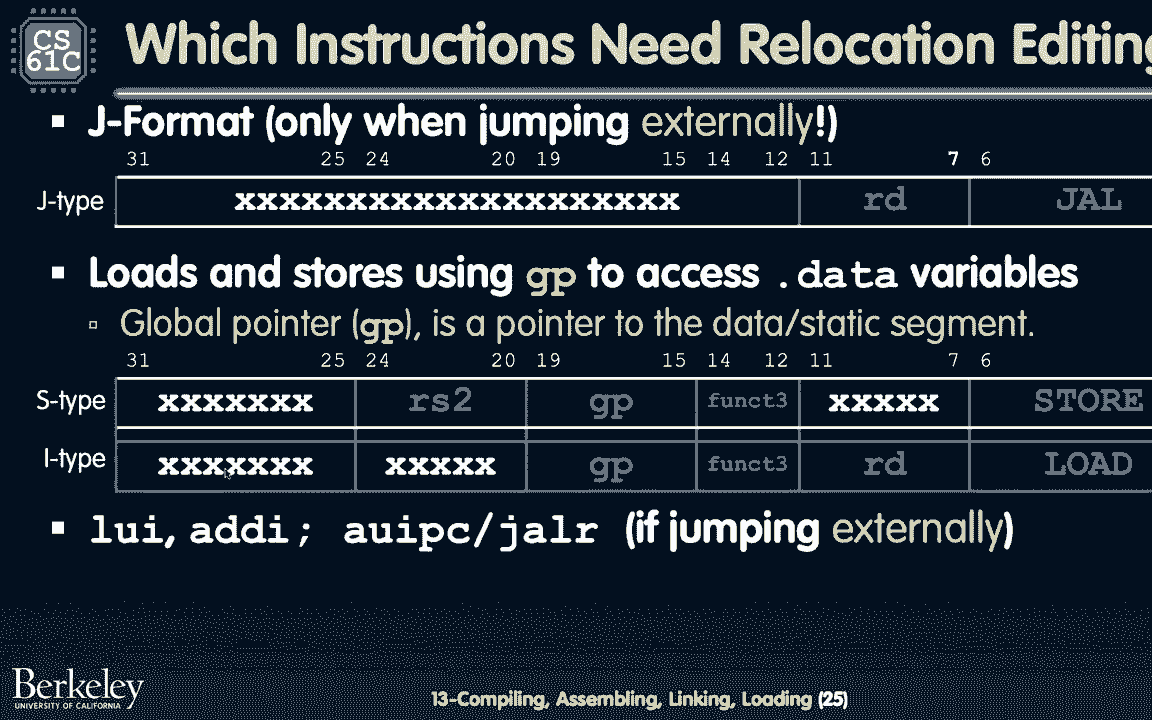 CS
61C
Which Instructions Need Relocation Editing
▪ J-Format (only when jumping externally!)
31 25 24 20 19 15 14 12 11 7 6
J-type xxxxxxxxxxxxxxxxxxxx rd JAL
▪ Loads and stores using gp to access .data variables
▫ Global pointer (gp), is a pointer to the data/static segment.
31 25 24 20 19 15 14 12 11 7 6
S-type xxxxxxx rs2 gp funct3 xxxxx STORE
I-type xxxxxxx xxxxx gp funct3 rd LOAD
▪ lui, addi; auipc/jalr (if jumping externally)
Berkeley
UNIVERSITY OF CALIFORNIA
13-Compiling, Assembling, Linking, Loading (25)